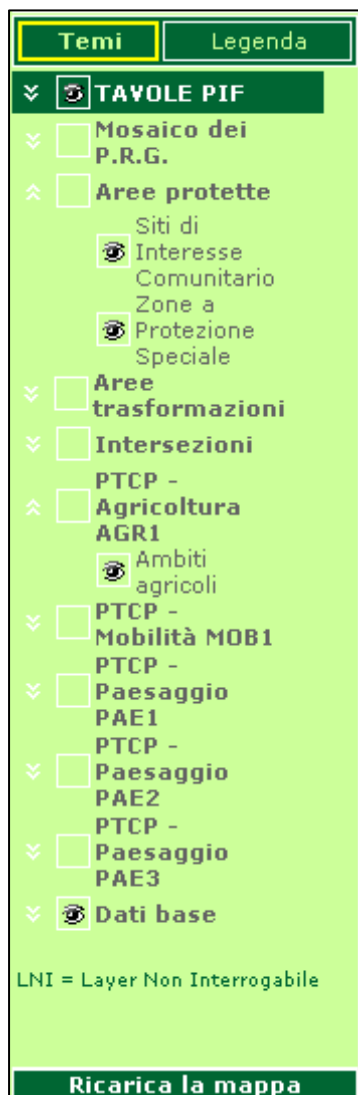 Temi
Legenda
TAVOLE PIF
Mosaico dei
P.R.G.
Aree protette
Siti di
Interesse
Comunitario
Zone a
Protezione
Speciale
Aree
trasformazioni
Intersezioni
PTCP -
Agricoltura
AGR1
Ambiti
agricoli
PTCP -
Mobilità MOB1
PTCP -
Paesaggio
PAE1
PTCP -
Paesaggio
PAE2
PTCP -
Paesaggio
PAE3
Dati base
LNI = Layer Non Interrogabile
Ricarica la mappa